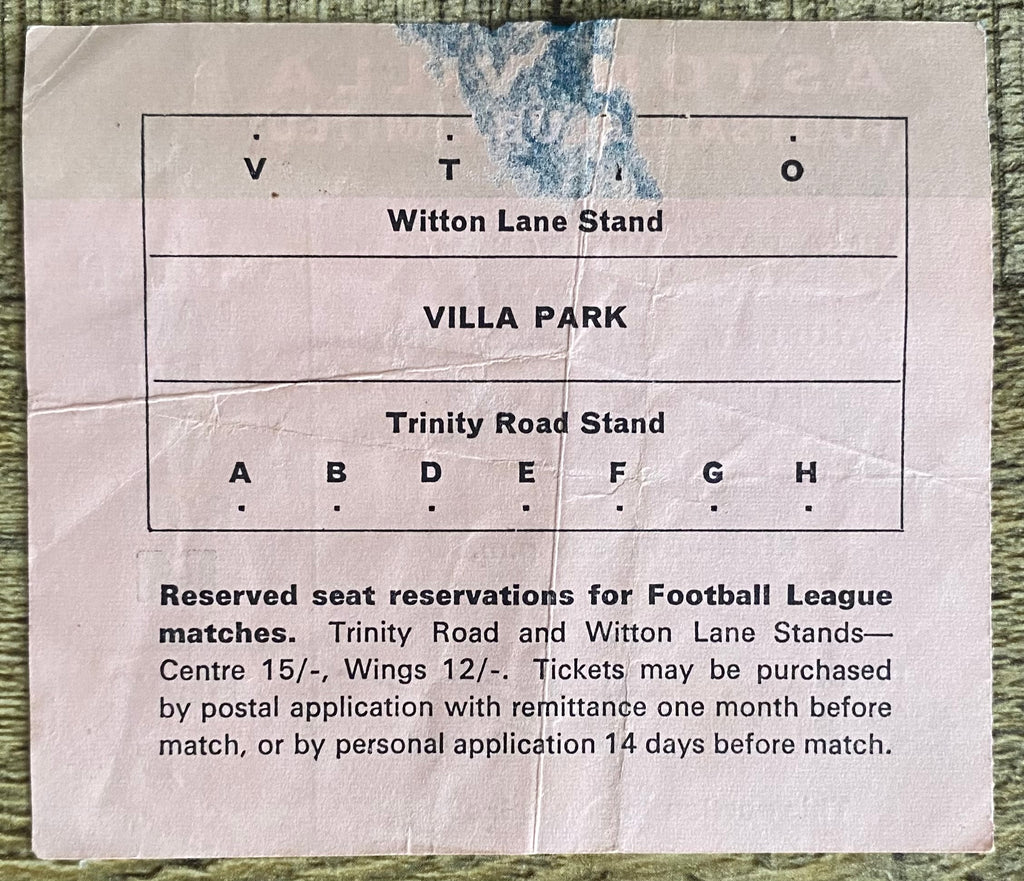 V T O
Witton Lane Stand
VILLA PARK
Trinity Road Stand
A B D E F G H
Reserved seat reservations for Football League
matches. Trinity Road and Witton Lane Stands—
Centre 15/-, Wings 12/-. Tickets may be purchased
by postal application with remittance one month before
match, or by personal application 14 days before match.